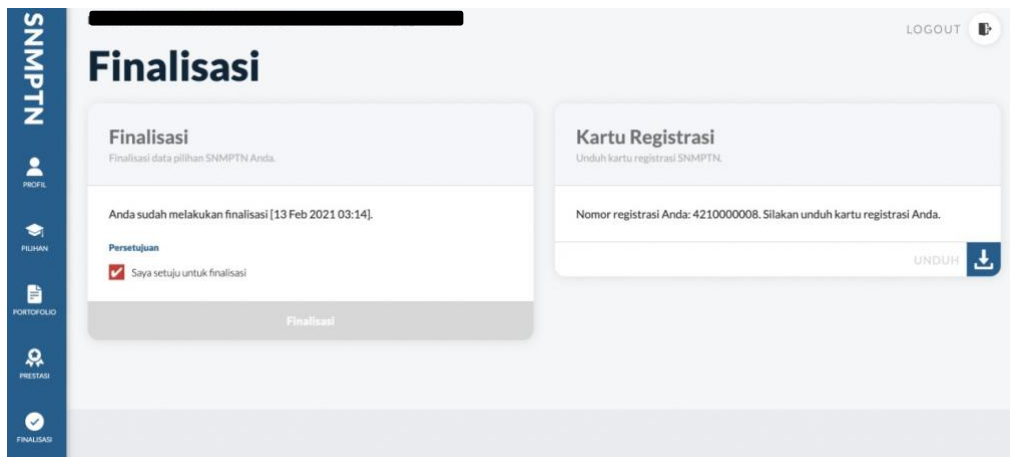 SNMPTN
PROFIL
PILIHAN
PORTOFOLIO
PRESTASI
FINALISASI
LOGOUT
Finalisasi
Finalisasi
Finalisasi data pilihan SNMPTN Anda.
Anda sudah melakukan finalisasi [13 Feb 2021 03:14].
Persetujuan
Saya setuju untuk finalisasi
Finalisasi
Kartu Registrasi
Unduh kartu registrasi SNMPTN.
Nomor registrasi Anda: 4210000008. Silakan unduh kartu registrasi Anda.
UNDUH